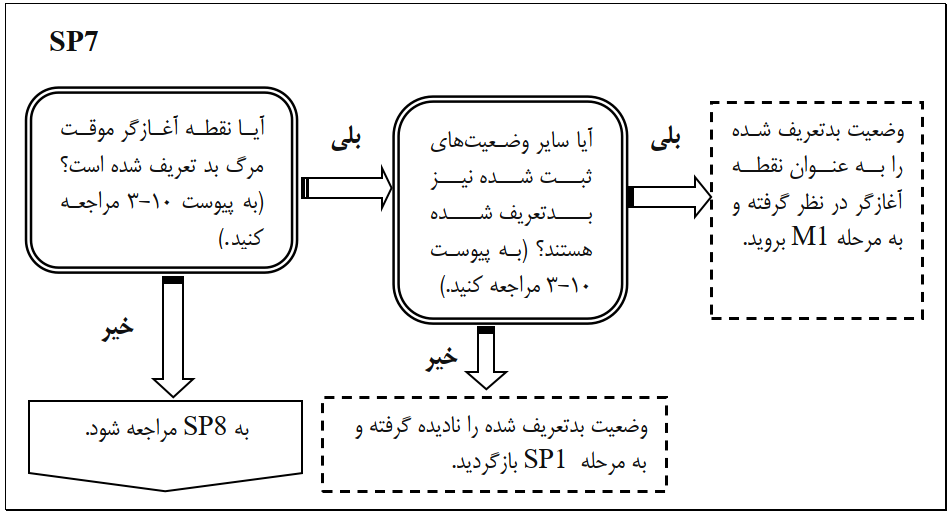 SP7
آیا نقطه آغازگر موقت
مرگ بد تعریف شده است؟
(به پیوست ۱۰-۳ مراجعه
کنید.)
بلی
آیا سایر وضعیت‌های
ثبت شده نیز
بدتعریف شده
هستند؟ (به پیوست
۱۰-۳ مراجعه کنید.)
بلی
وضعیت بدتعریف شده
را به عنوان نقطه
آغازگر در نظر گرفته و
به مرحله M1 بروید.
خیر
به SP8 مراجعه شود.
خیر
وضعیت بدتعریف شده را نادیده گرفته و
به مرحله SP1 بازگردید.